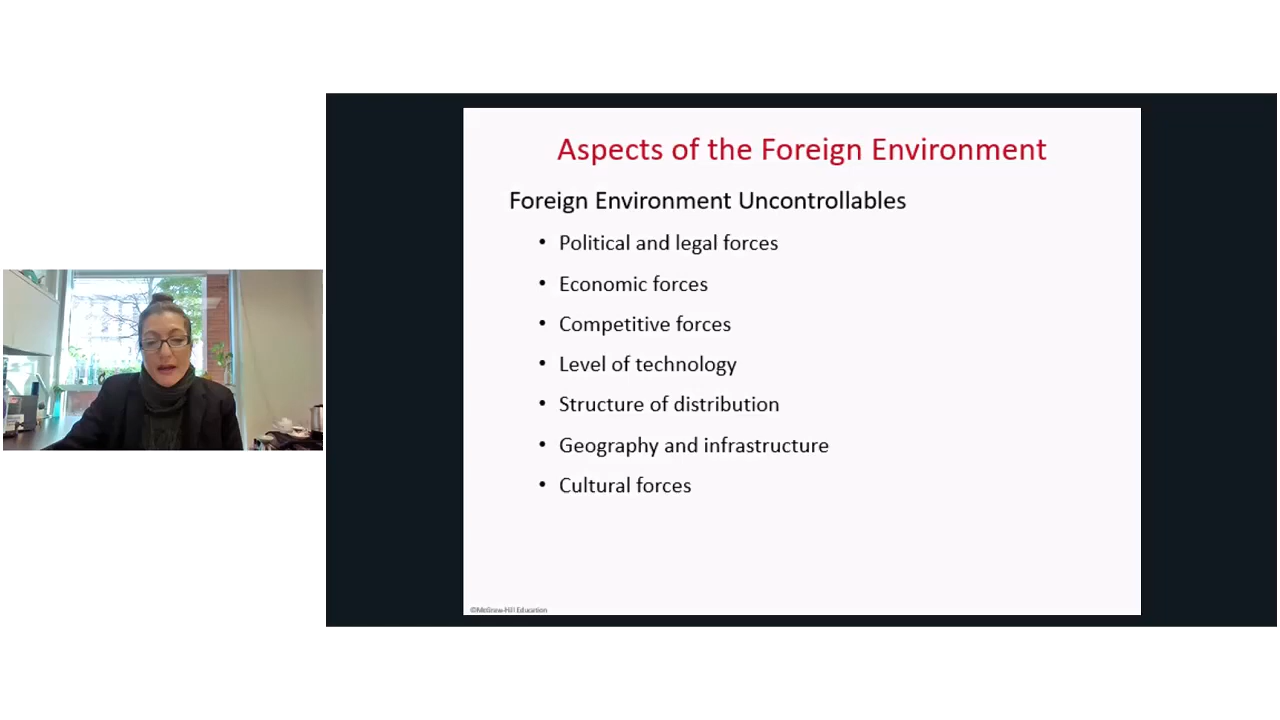 Aspects of the Foreign Environment
Foreign Environment Uncontrollables
• Political and legal forces
• Economic forces
• Competitive forces
• Level of technology
• Structure of distribution
• Geography and infrastructure
• Cultural forces
©McGraw-Hill Education